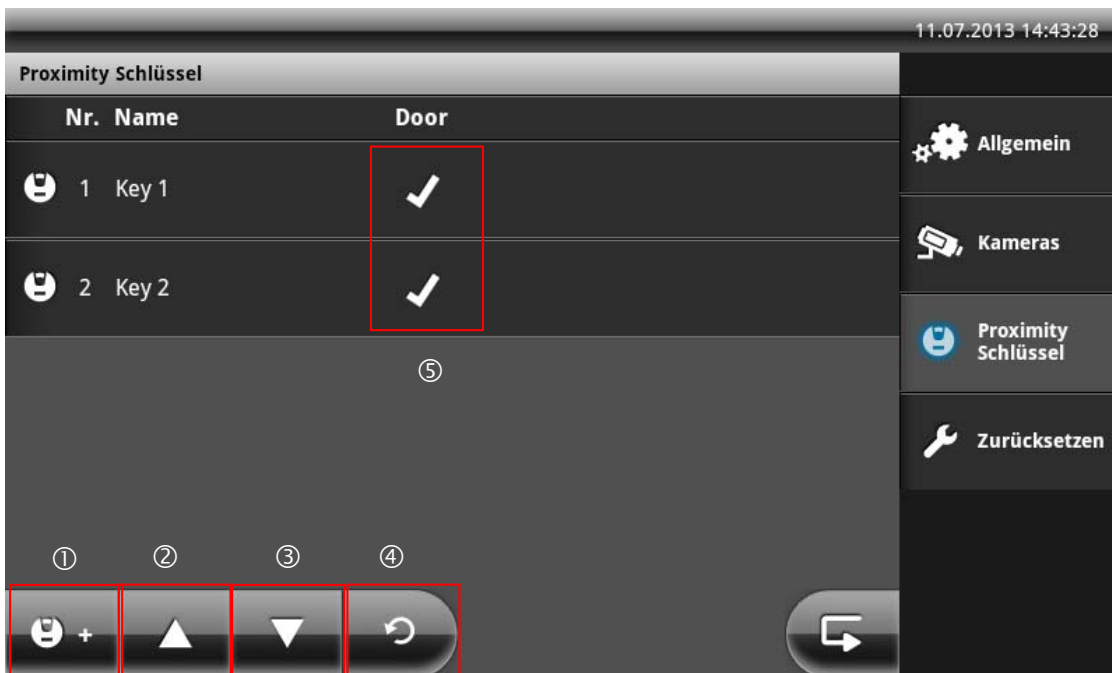 11.07.2013 14:43:28
Proximity Schlüssel
Nr. Name Door
1 Key 1
2 Key 2
⑤
① ② ③ ④
+
Allgemein
Kameras
Proximity
Schlüssel
Zurücksetzen